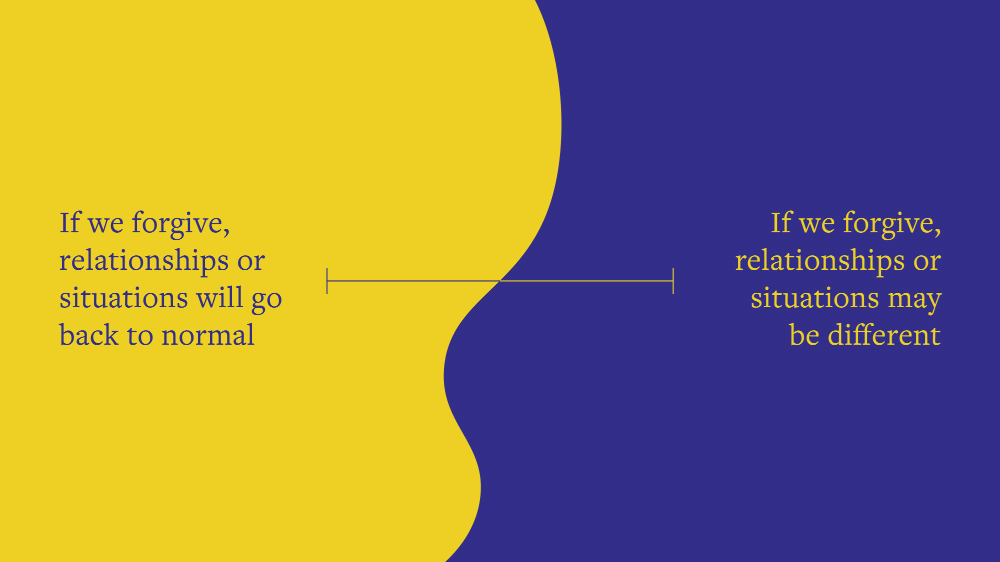 If we forgive,
relationships or
situations will go
back to normal
If we forgive,
relationships or
situations may
be different